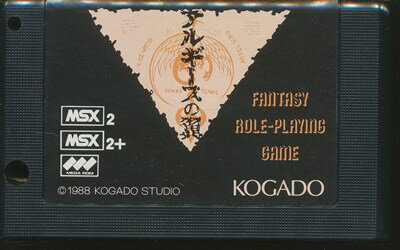 アルギースの翼
FANTASY
ROLE-PLAYING
GAME
MSX 2
MSX 2+
MEGA ROM
©1988 KOGADO STUDIO
KOGADO